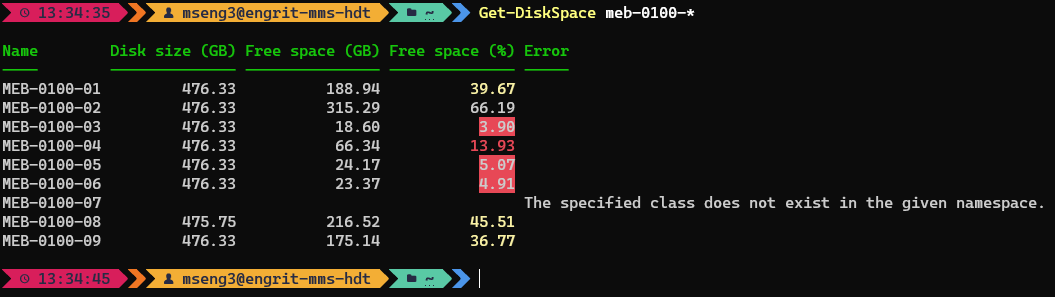 13:34:35 mseng3@engrit-mms-hdt ~ Get-DiskSpace meb-0100-*
Name Disk size (GB) Free space (GB) Free space (%) Error
MEB-0100-01 476.33 188.94 39.67
MEB-0100-02 476.33 315.29 66.19
MEB-0100-03 476.33 18.60 3.90
MEB-0100-04 476.33 66.34 13.93
MEB-0100-05 476.33 24.17 5.07
MEB-0100-06 476.33 23.37 4.91
MEB-0100-07 The specified class does not exist in the given namespace.
MEB-0100-08 475.75 216.52 45.51
MEB-0100-09 476.33 175.14 36.77
13:34:45 mseng3@engrit-mms-hdt ~